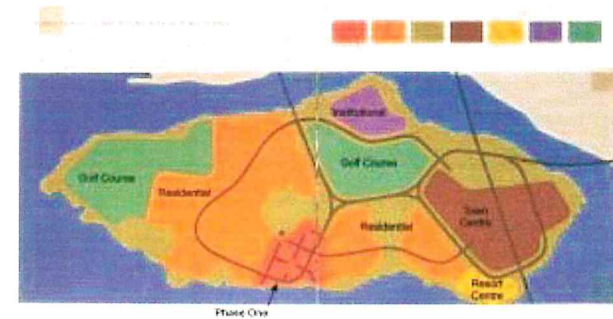 Institutional
Golf Course
Golf Course
Residential
Town
Centre
Residential
Resort
Centre
Phase One